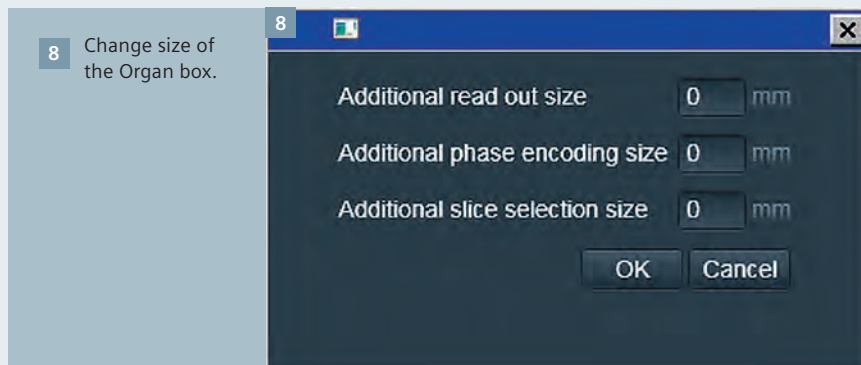 8 Change size of
the Organ box.
8
Additional read out size 0 mm
Additional phase encoding size 0 mm
Additional slice selection size 0 mm
OK Cancel